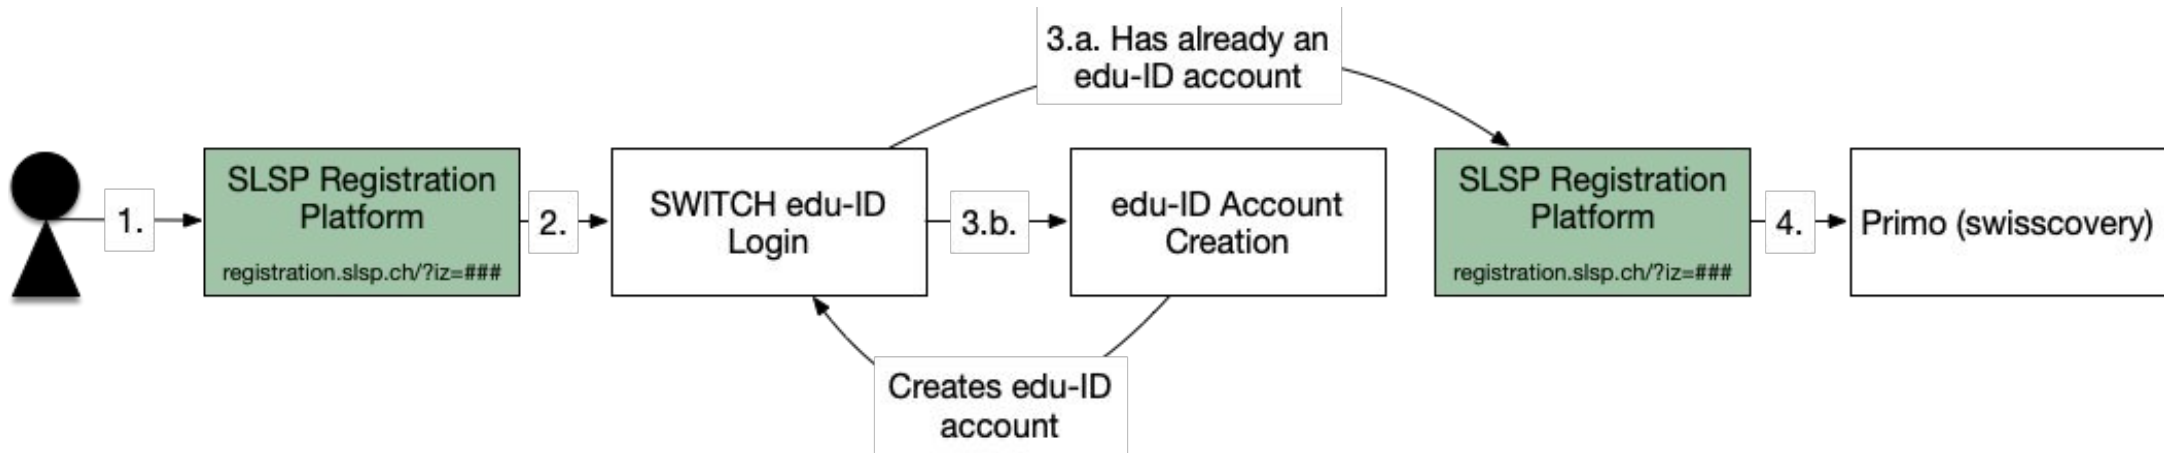 3.a. Has already an
edu-ID account
1.
SLSP Registration
Platform
registration.slsp.ch/?iz=###
2.
SWITCH edu-ID
Login
3.b.
edu-ID Account
Creation
SLSP Registration
Platform
registration.slsp.ch/?iz=###
4.
Primo (swisscovery)
Creates edu-ID
account